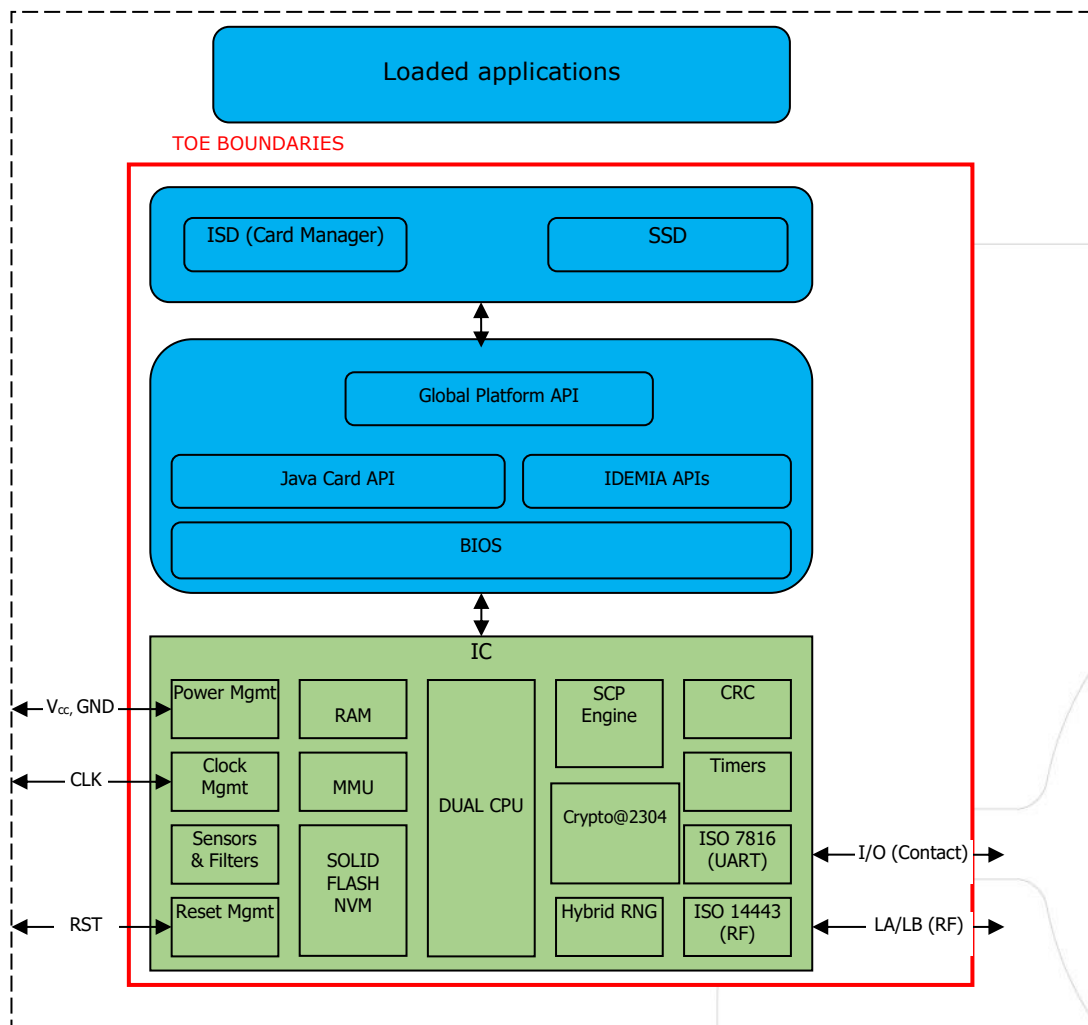 Loaded applications
TOE BOUNDARIES
ISD (Card Manager)
SSD
Global Platform API
Java Card API
IDEMIA APIs
BIOS
IC
Power Mgmt
RAM
DUAL CPU
SCP
Engine
CRC
Vcc, GND
Clock
Mgmt
MMU
Timers
CLK
Crypto@2304
Sensors
& Filters
SOLID
FLASH
NVM
ISO 7816
(UART)
I/O (Contact)
Reset Mgmt
Hybrid RNG
ISO 14443
(RF)
RST
LA/LB (RF)